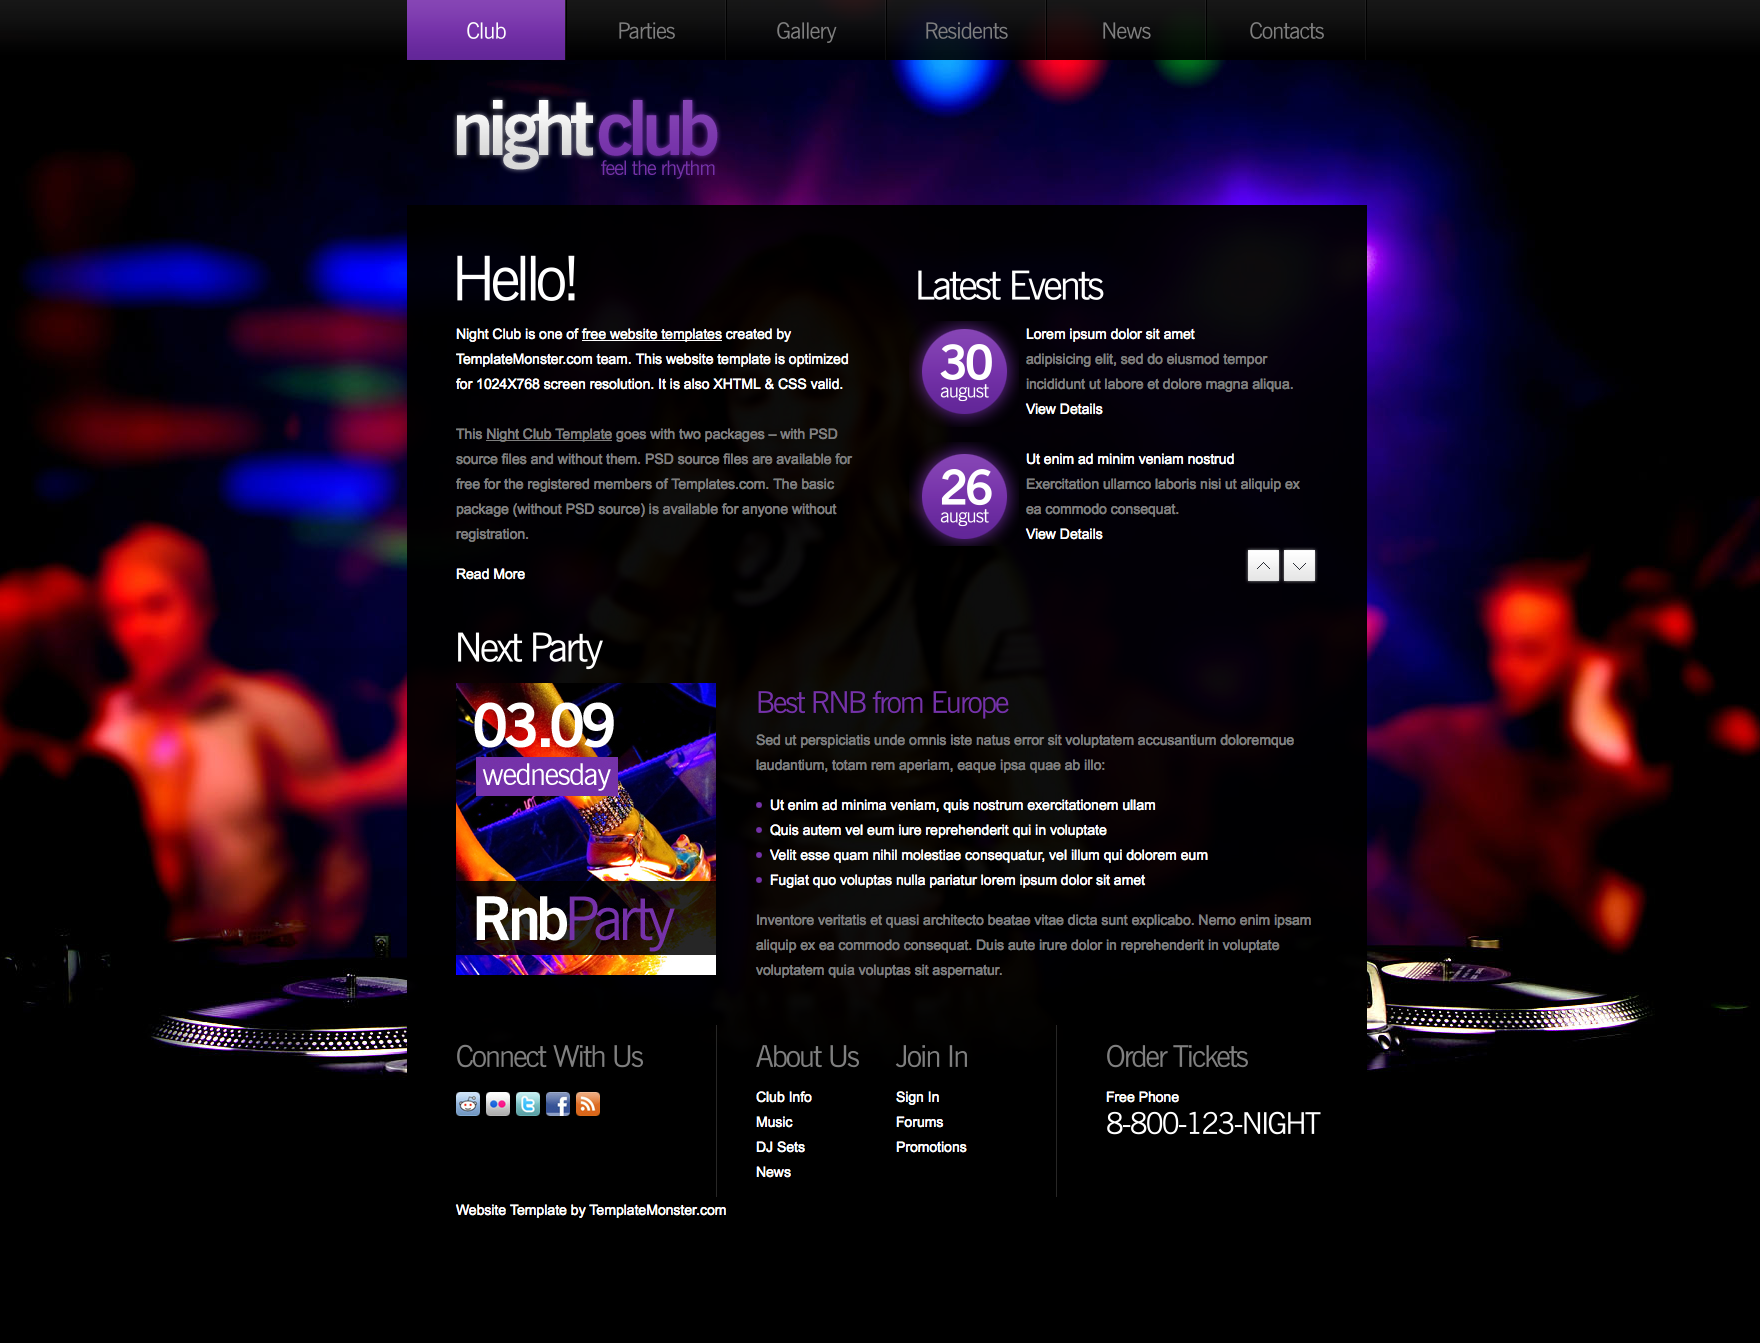 Club
Parties
Gallery
Residents
News
Contacts
nightclub
feel the rhythm
Hello!
Night Club is one of free website templates created by
TemplateMonster.com team. This website template is optimized
for 1024X768 screen resolution. It is also XHTML & CSS valid.
This Night Club Template goes with two packages – with PSD
source files and without them. PSD source files are available for
free for the registered members of Templates.com. The basic
package (without PSD source) is available for anyone without
registration.
Read More
Latest Events
30
august
Lorem ipsum dolor sit amet
adipisicing elit, sed do eiusmod tempor
incididunt ut labore et dolore magna aliqua.
View Details
26
august
Ut enim ad minim veniam nostrud
Exercitation ullamco laboris nisi ut aliquip ex
ea commodo consequat.
View Details
Next Party
03.09
wednesday
RnbParty
Best RNB from Europe
Sed ut perspiciatis unde omnis iste natus error sit voluptatem accusantium doloremque
laudantium, totam rem aperiam, eaque ipsa quae ab illo:
Ut enim ad minima veniam, quis nostrum exercitationem ullam
Quis autem vel eum iure reprehenderit qui in voluptate
Velit esse quam nihil molestiae consequatur, vel illum qui dolorem eum
Fugiat quo voluptas nulla pariatur lorem ipsum dolor sit amet
Inventore veritatis et quasi architecto beatae vitae dicta sunt explicabo. Nemo enim ipsam
aliquip ex ea commodo consequat. Duis aute irure dolor in reprehenderit in voluptate
voluptatem quia voluptas sit aspernatur.
Connect With Us
About Us
Club Info
Music
DJ Sets
News
Join In
Sign In
Forums
Promotions
Order Tickets
Free Phone
8-800-123-NIGHT
Website Template by TemplateMonster.com